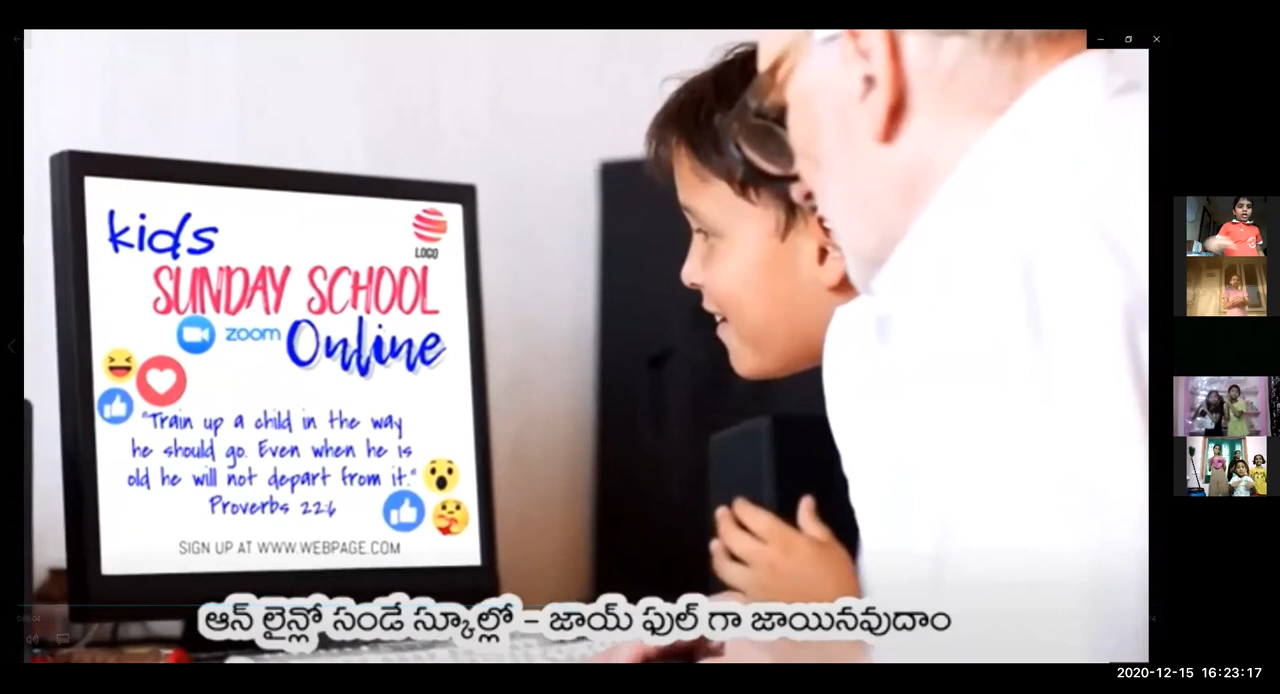 kids
LOGO
SUNDAY SCHOOL
zoom Online
"Train up a child in the way
he should go. Even when he is
old he will not depart from it."
Proverbs 22:6
SIGN UP AT WWW.WEBPAGE.COM
ఆన్ లైన్లో సండే స్కూల్లో – జాయ్ ఫుల్ గా జాయినవుదాం
2020-12-15 16:23:17